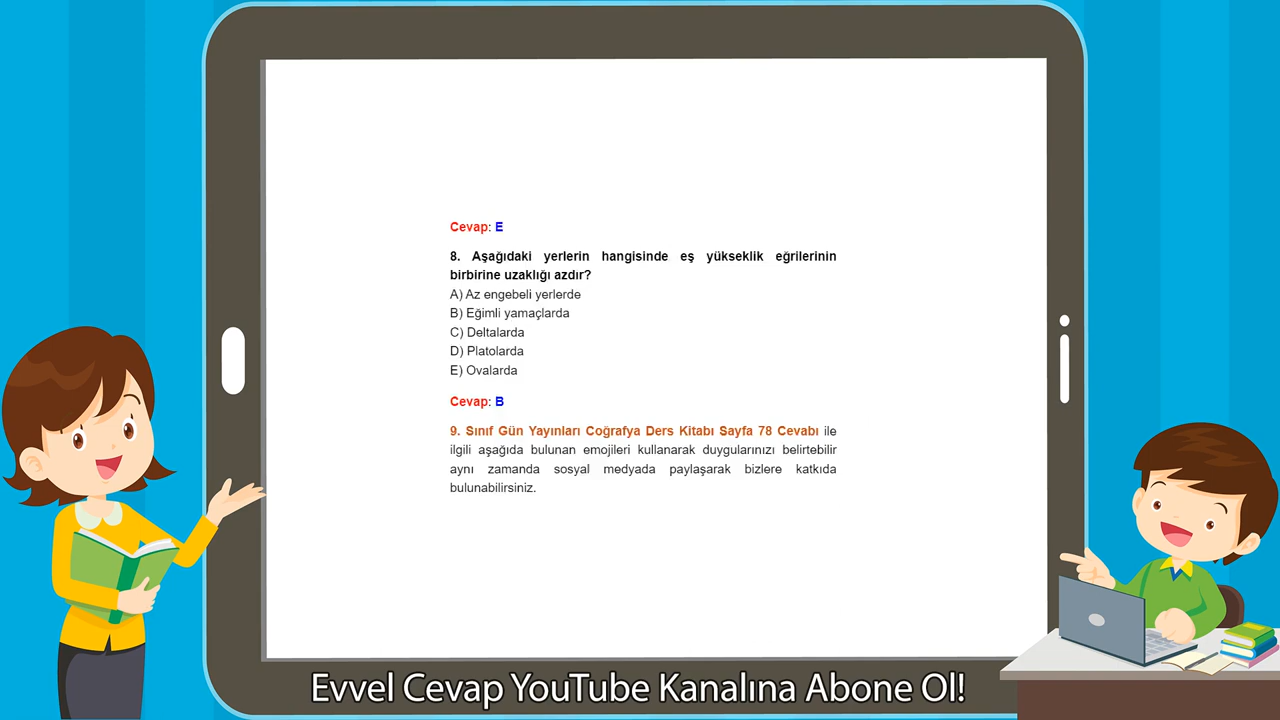 Cevap: E
8. Aşağıdaki yerlerin hangisinde eş yükseklik eğrilerinin
birbirine uzaklığı azdır?
A) Az engebeli yerlerde
B) Eğimli yamaçlarda
C) Deltalarda
D) Platolarda
E) Ovalarda
Cevap: B
9. Sınıf Gün Yayınları Coğrafya Ders Kitabı Sayfa 78 Cevabı ile
ilgili aşağıda bulunan emojileri kullanarak duygularınızı belirtebilir
aynı zamanda sosyal medyada paylaşarak bizlere katkıda
bulunabilirsiniz.
Evvel Cevap YouTube Kanalına Abone Ol!